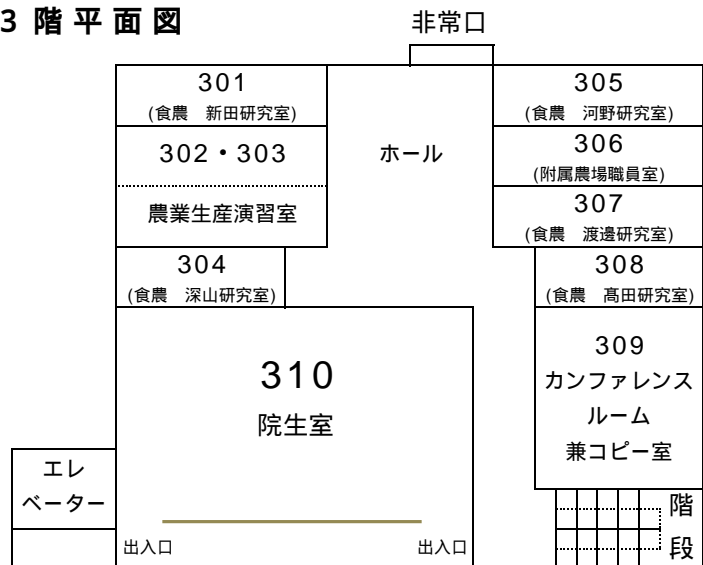 3 階 平 面 図
非常口
301
(食農　新田研究室)
302・303
農業生産演習室
304
(食農　深山研究室)
ホール
305
(食農　河野研究室)
306
(附属農場職員室)
307
(食農　渡邊研究室)
308
(食農　髙田研究室)
309
カンファレンス
ルーム
兼コピー室
310
院生室
エレ
ベーター
出入口
出入口
階
段